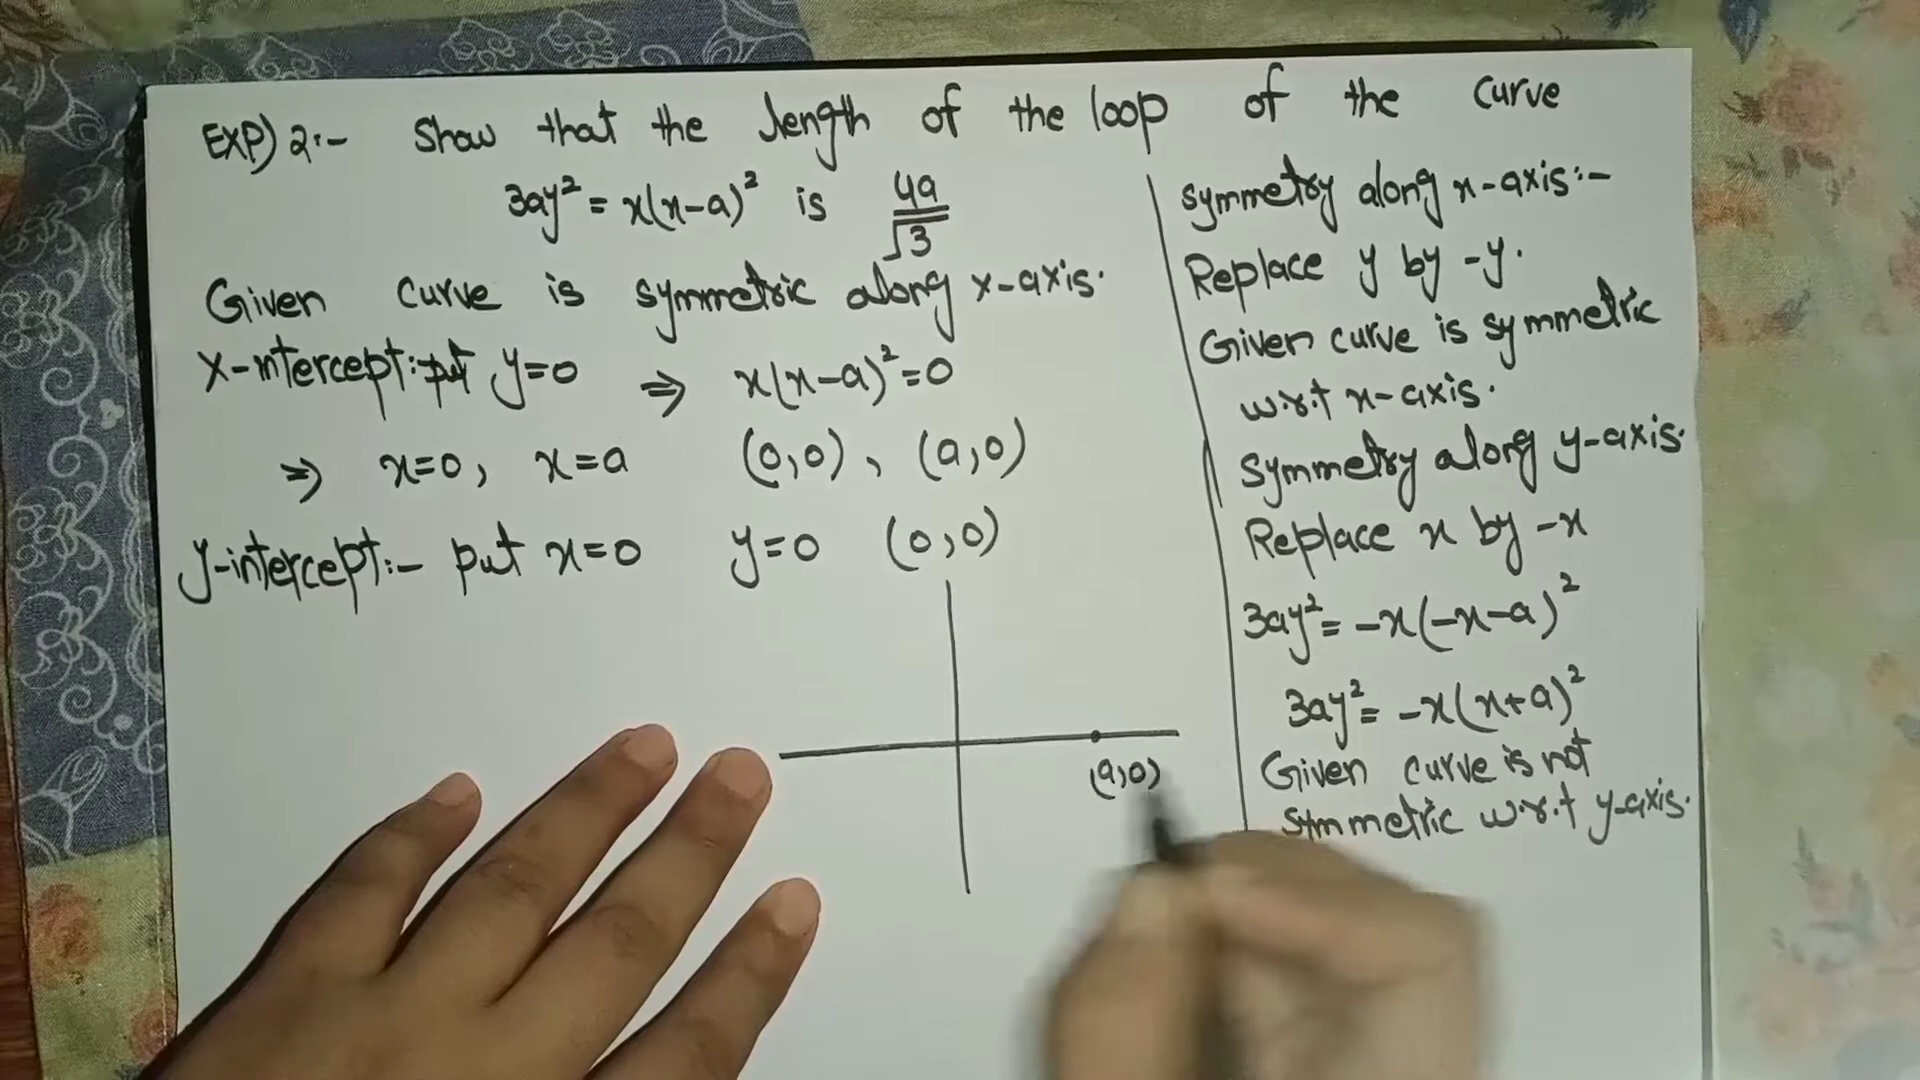 EXP) 2:- Show that the length of the loop of the curve
3ay² = x(x-a)² is 4a/√3
Given curve is symmetric along x-axis.
X-ntercept:- put y=0 ⇒ x(x-a)²=0
⇒ x=0, x=a (0,0), (a,0)
y-intercept:- put x=0 y=0 (0,0)
(a,0)
symmetry along x-axis:-
Replace y by -y.
Given curve is symmetric
w.r.t x-axis.
Symmetry along y-axis.
Replace x by -x
3ay² = -x(-x-a)²
3ay² = -x(x+a)²
Given curve is not
symmetric w.r.t y-axis.